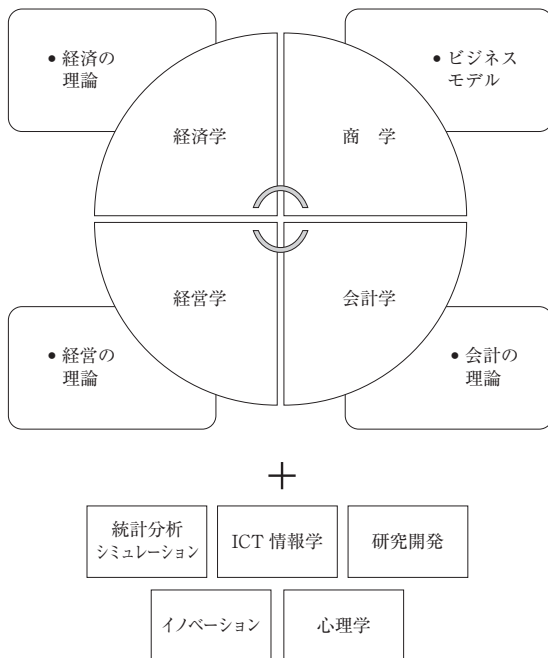 • 経済の
理論
• ビジネス
モデル
経済学
商　学
経営学
会計学
• 経営の
理論
• 会計の
理論
+
統計分析
シミュレーション
ICT 情報学
研究開発
イノベーション
心理学